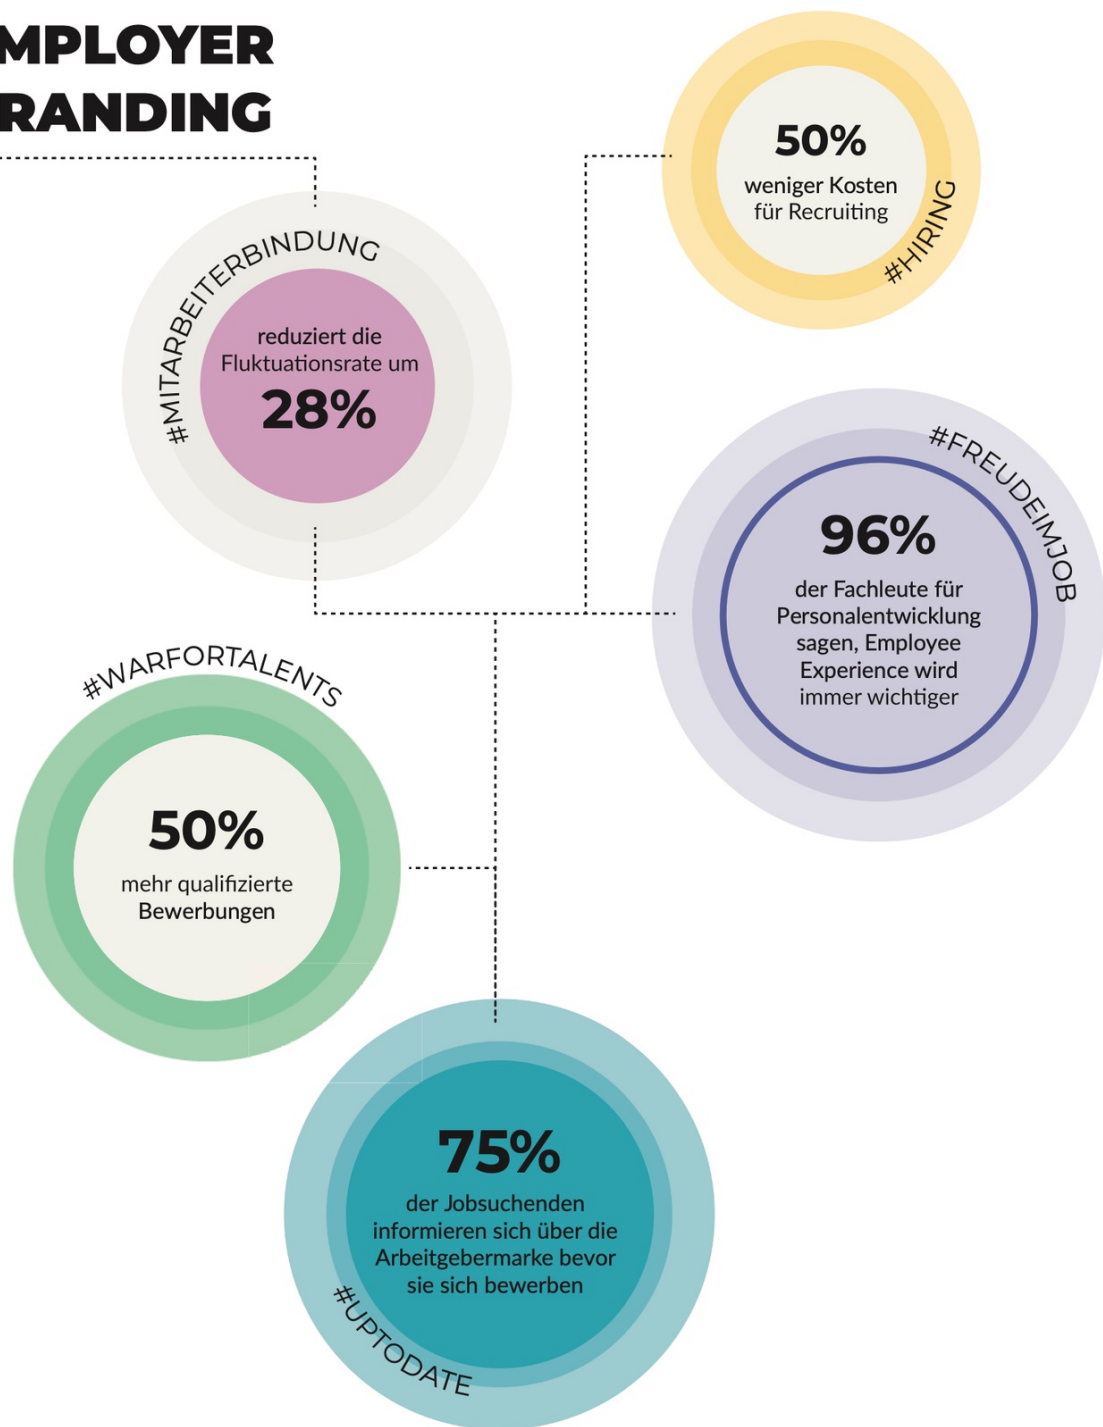 MPLOYER
RANDING
50%
weniger Kosten
für Recruiting
#HIRING
#MITARBEITERBINDUNG
reduziert die
Fluktuationsrate um
28%
#FREUDEIMJOB
96%
der Fachleute für
Personalentwicklung
sagen, Employee
Experience wird
immer wichtiger
#WARFORTALENTS
50%
mehr qualifizierte
Bewerbungen
75%
der Jobsuchenden
informieren sich über die
Arbeitgebermarke bevor
sie sich bewerben
#UPTODATE